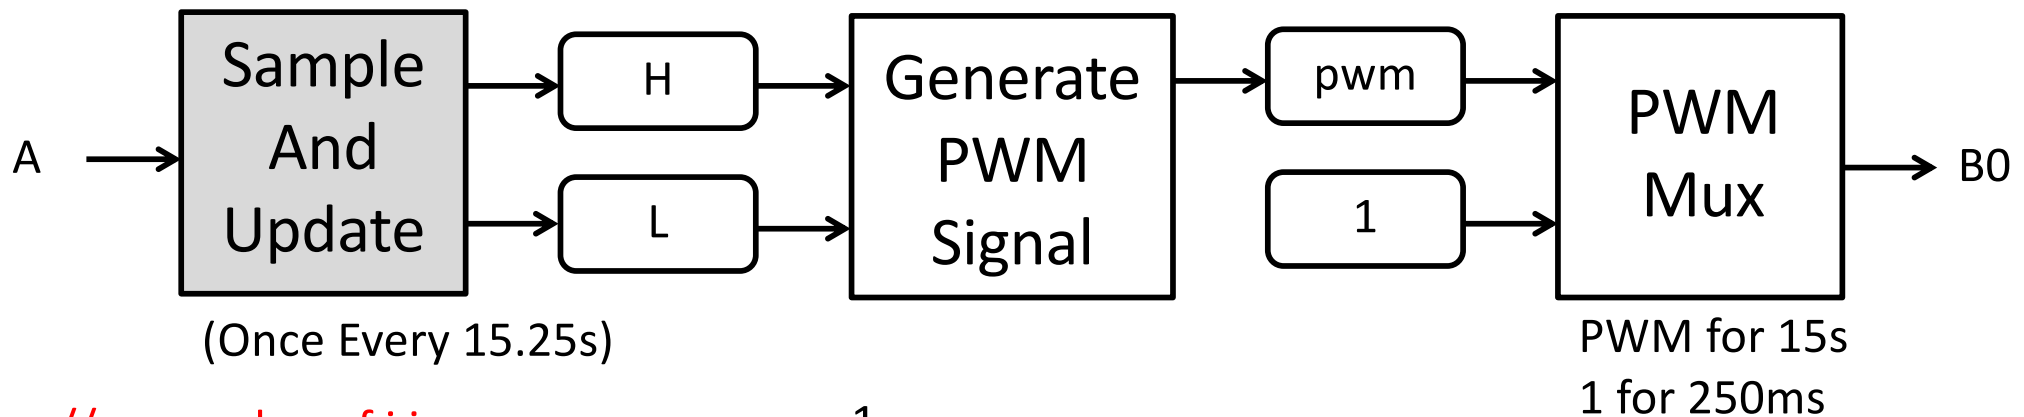 A
Sample
And
Update
(Once Every 15.25s)
H
L
Generate
PWM
Signal
pwm
1
PWM
Mux
PWM for 15s
1 for 250ms
B0